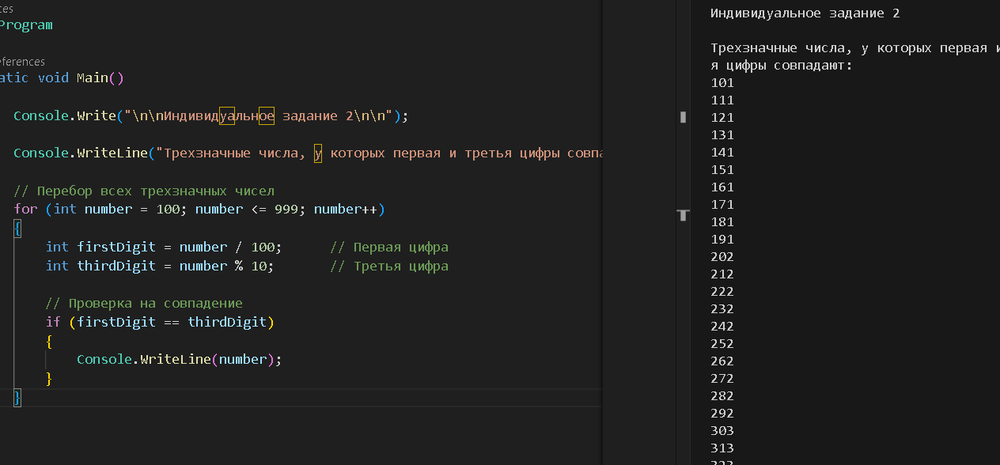 ces
Program
eferences
atic void Main()
Console.Write("\n\nИндивидуальное задание 2\n\n");
Console.WriteLine("Трехзначные числа, у которых первая и третья цифры совпа
// Перебор всех трехзначных чисел
for (int number = 100; number <= 999; number++)
{
int firstDigit = number / 100; // Первая цифра
int thirdDigit = number % 10; // Третья цифра
// Проверка на совпадение
if (firstDigit == thirdDigit)
{
Console.WriteLine(number);
}
}
Индивидуальное задание 2
Трехзначные числа, у которых первая и
я цифры совпадают:
101
111
121
131
141
151
161
171
181
191
202
212
222
232
242
252
262
272
282
292
303
313